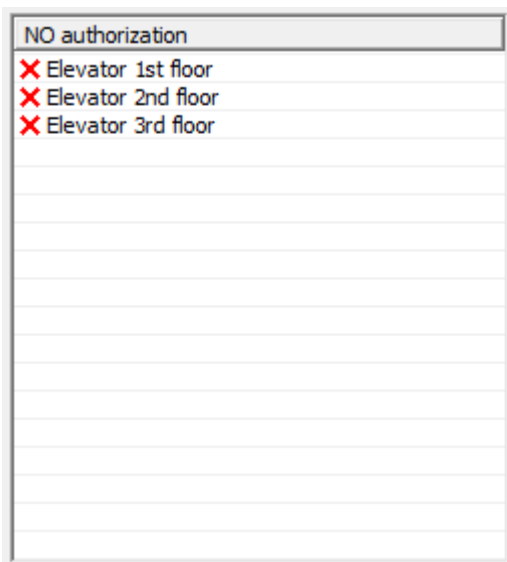 NO authorization
Elevator 1st floor
Elevator 2nd floor
Elevator 3rd floor